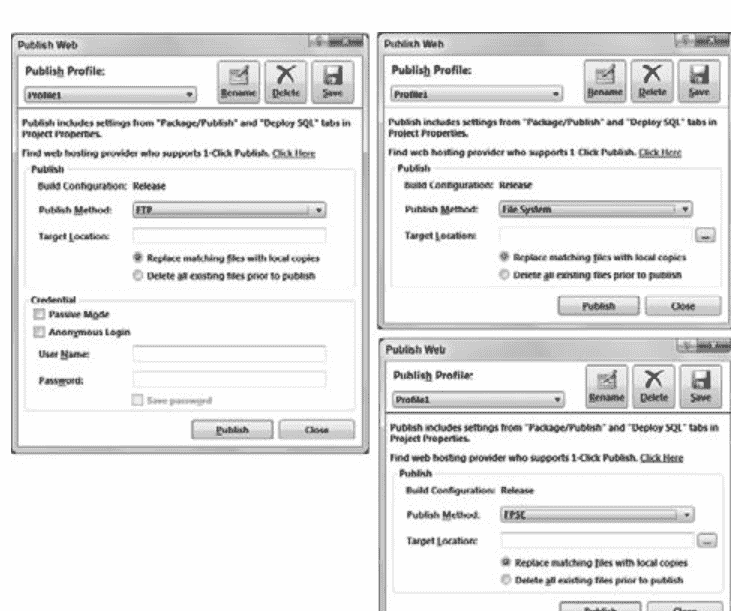 Publish Web
Publish Profile:
Profile1
Rename
Delete
Save
Publish includes settings from "Package/Publish" and "Deploy SQL" tabs in
Project Properties.
Find web hosting provider who supports 1-Click Publish. Click Here
Publish
Build Configuration: Release
Publish Method: FTP
Target Location:
Replace matching files with local copies
Delete all existing files prior to publish
Credential
Passive Mode
Anonymous Login
User Name:
Password:
Save password
Publish
Close
Publish Web
Publish Profile:
Profile1
Rename
Delete
Save
Publish includes settings from "Package/Publish" and "Deploy SQL" tabs in
Project Properties.
Find web hosting provider who supports 1 Click Publish. Click Here
Publish
Build Configuration: Release
Publish Method: File System
Target Location:
...
Replace matching files with local copies
Delete all existing files prior to publish
Publish
Close
Publish Web
Publish Profile:
Profile1
Rename
Delete
Save
Publish includes settings from "Package/Publish" and "Deploy SQL" tabs in
Project Properties.
Find web hosting provider who supports 1-Click Publish. Click Here
Publish
Build Configuration: Release
Publish Method: FPSE
Target Location:
...
Replace matching files with local copies
Delete all existing files prior to publish
Publish
Close